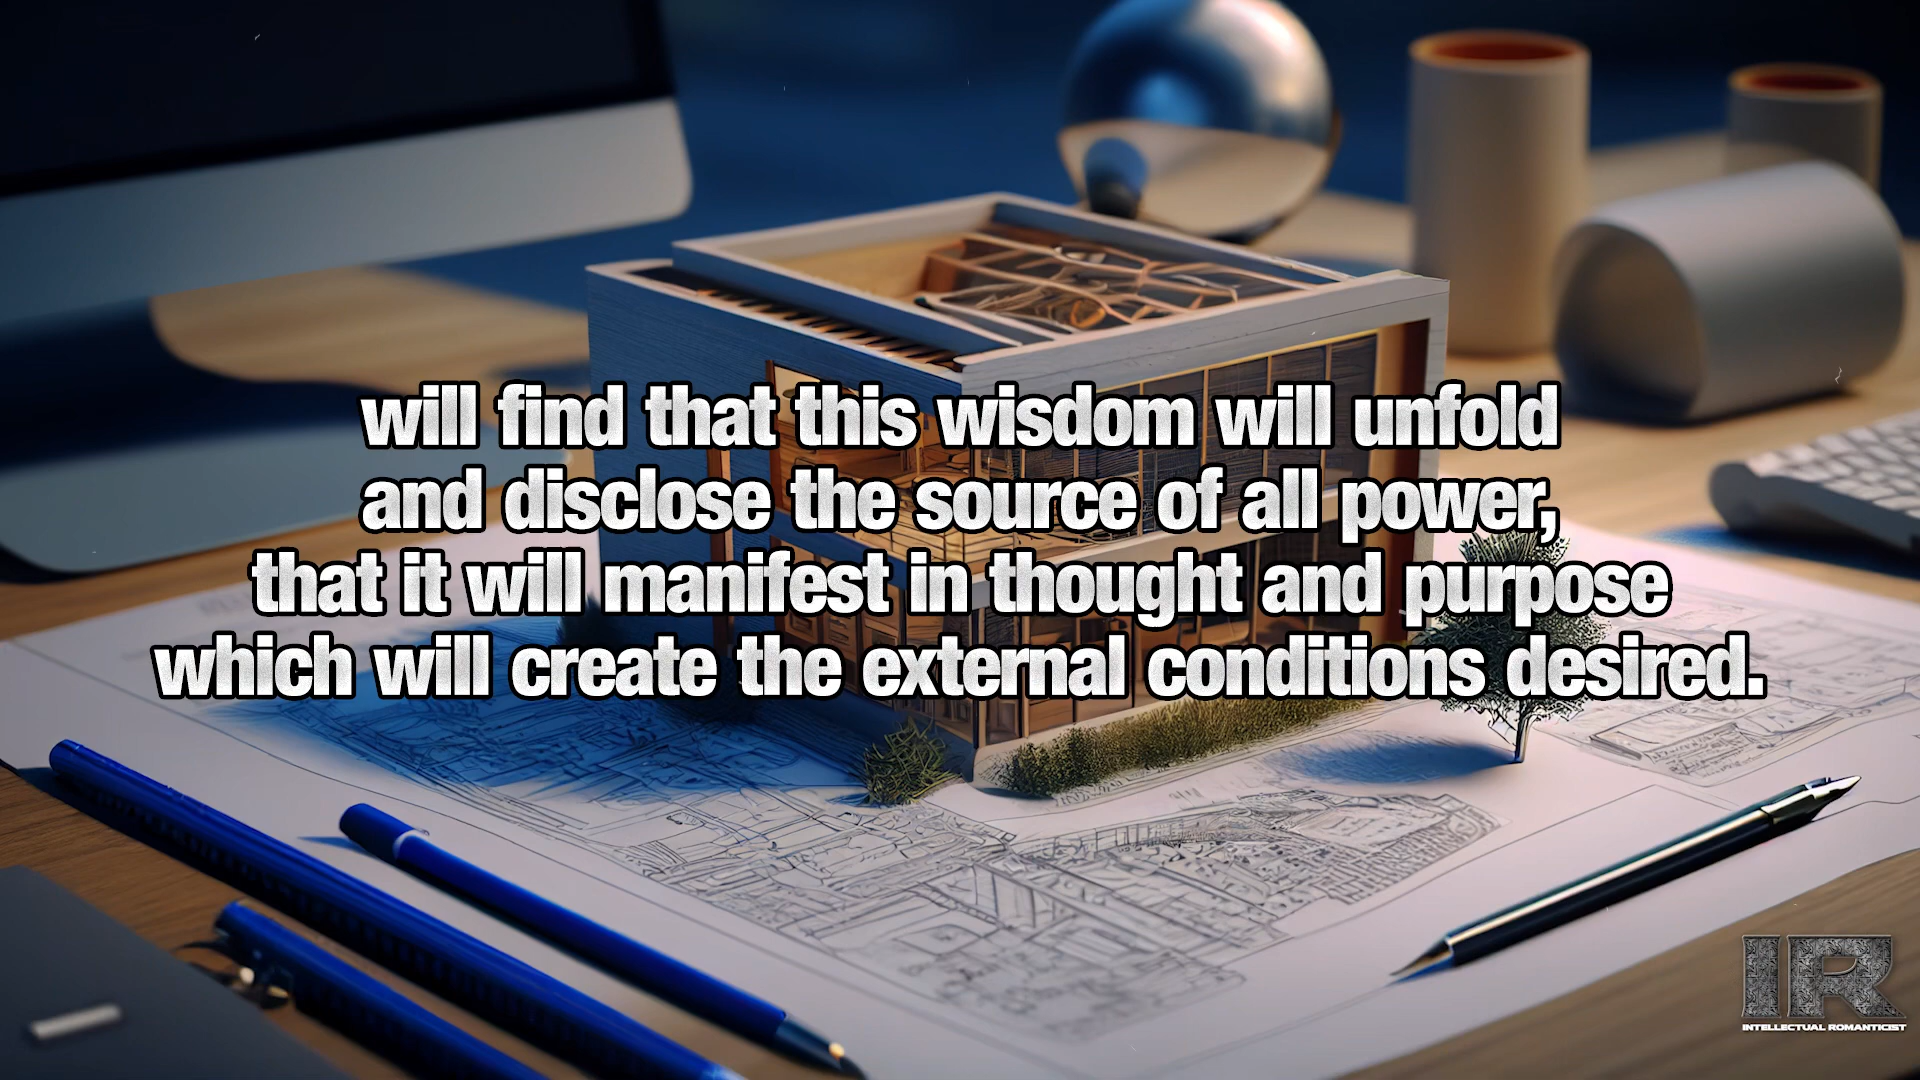 will find that this wisdom will unfold
and disclose the source of all power,
that it will manifest in thought and purpose
which will create the external conditions desired.
IR
INTELLECTUAL ROMANTICIST